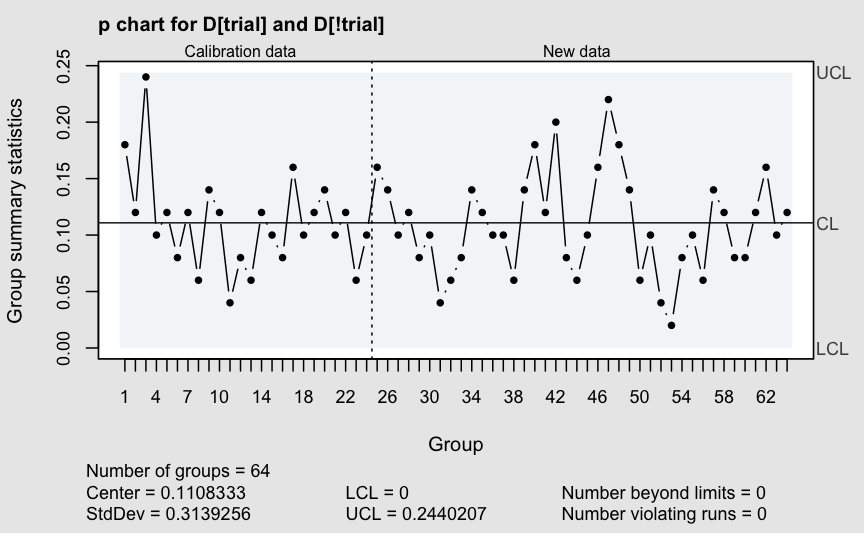 p chart for D[trial] and D[!trial]
Calibration data New data
Group summary statistics
0.25
0.20
0.15
0.10
0.05
0.00
UCL
CL
LCL
1 4 7 10 14 18 22 26 30 34 38 42 46 50 54 58 62
Group
Number of groups = 64
Center = 0.1108333 LCL = 0 Number beyond limits = 0
StdDev = 0.3139256 UCL = 0.2440207 Number violating runs = 0